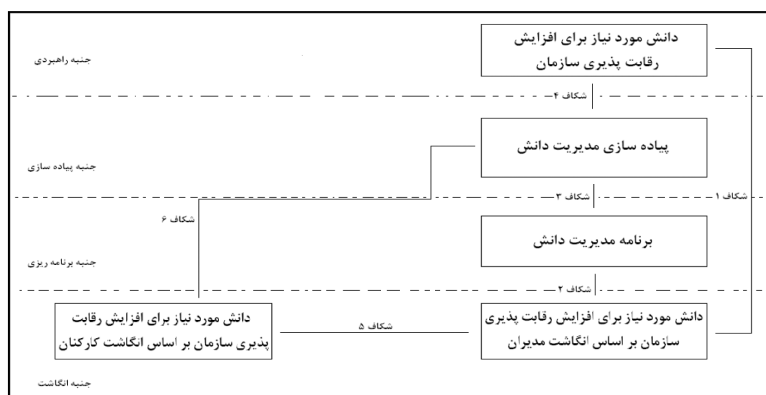 دانش مورد نیاز برای افزایش
رقابت پذیری سازمان
جنبه راهبردی
شکاف ۴
پیاده سازی مدیریت دانش
جنبه پیاده سازی
شکاف ۱
شکاف ۳
شکاف ۶
برنامه مدیریت دانش
جنبه برنامه ریزی
شکاف ۲
دانش مورد نیاز برای افزایش رقابت پذیری
سازمان بر اساس انگاشت مدیران
شکاف ۵
دانش مورد نیاز برای افزایش رقابت
پذیری سازمان بر اساس انگاشت کارکنان
جنبه انگاشت